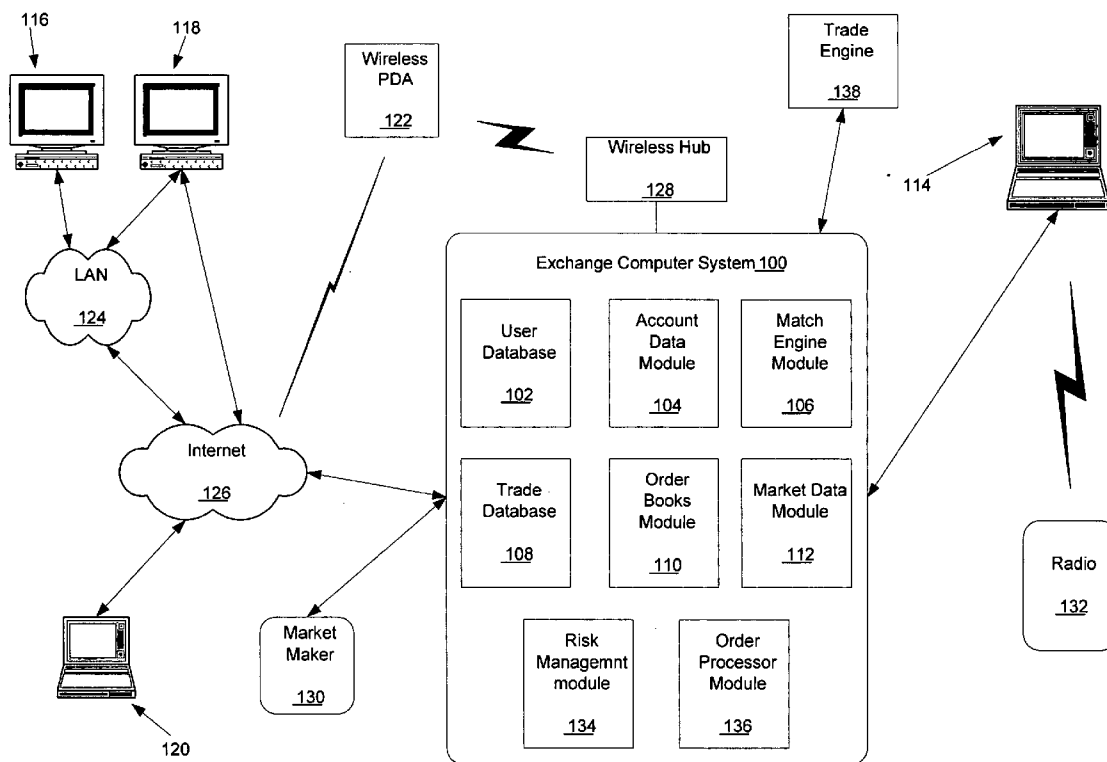 116
118
Wireless
PDA
122
Trade
Engine
138
Wireless Hub
128
114
LAN
124
Exchange Computer System 100
User
Database
102
Account
Data
Module
104
Match
Engine
Module
106
Internet
126
Trade
Database
108
Order
Books
Module
110
Market Data
Module
112
Radio
132
Market
Maker
130
Risk
Managemnt
module
134
Order
Processor
Module
136
120